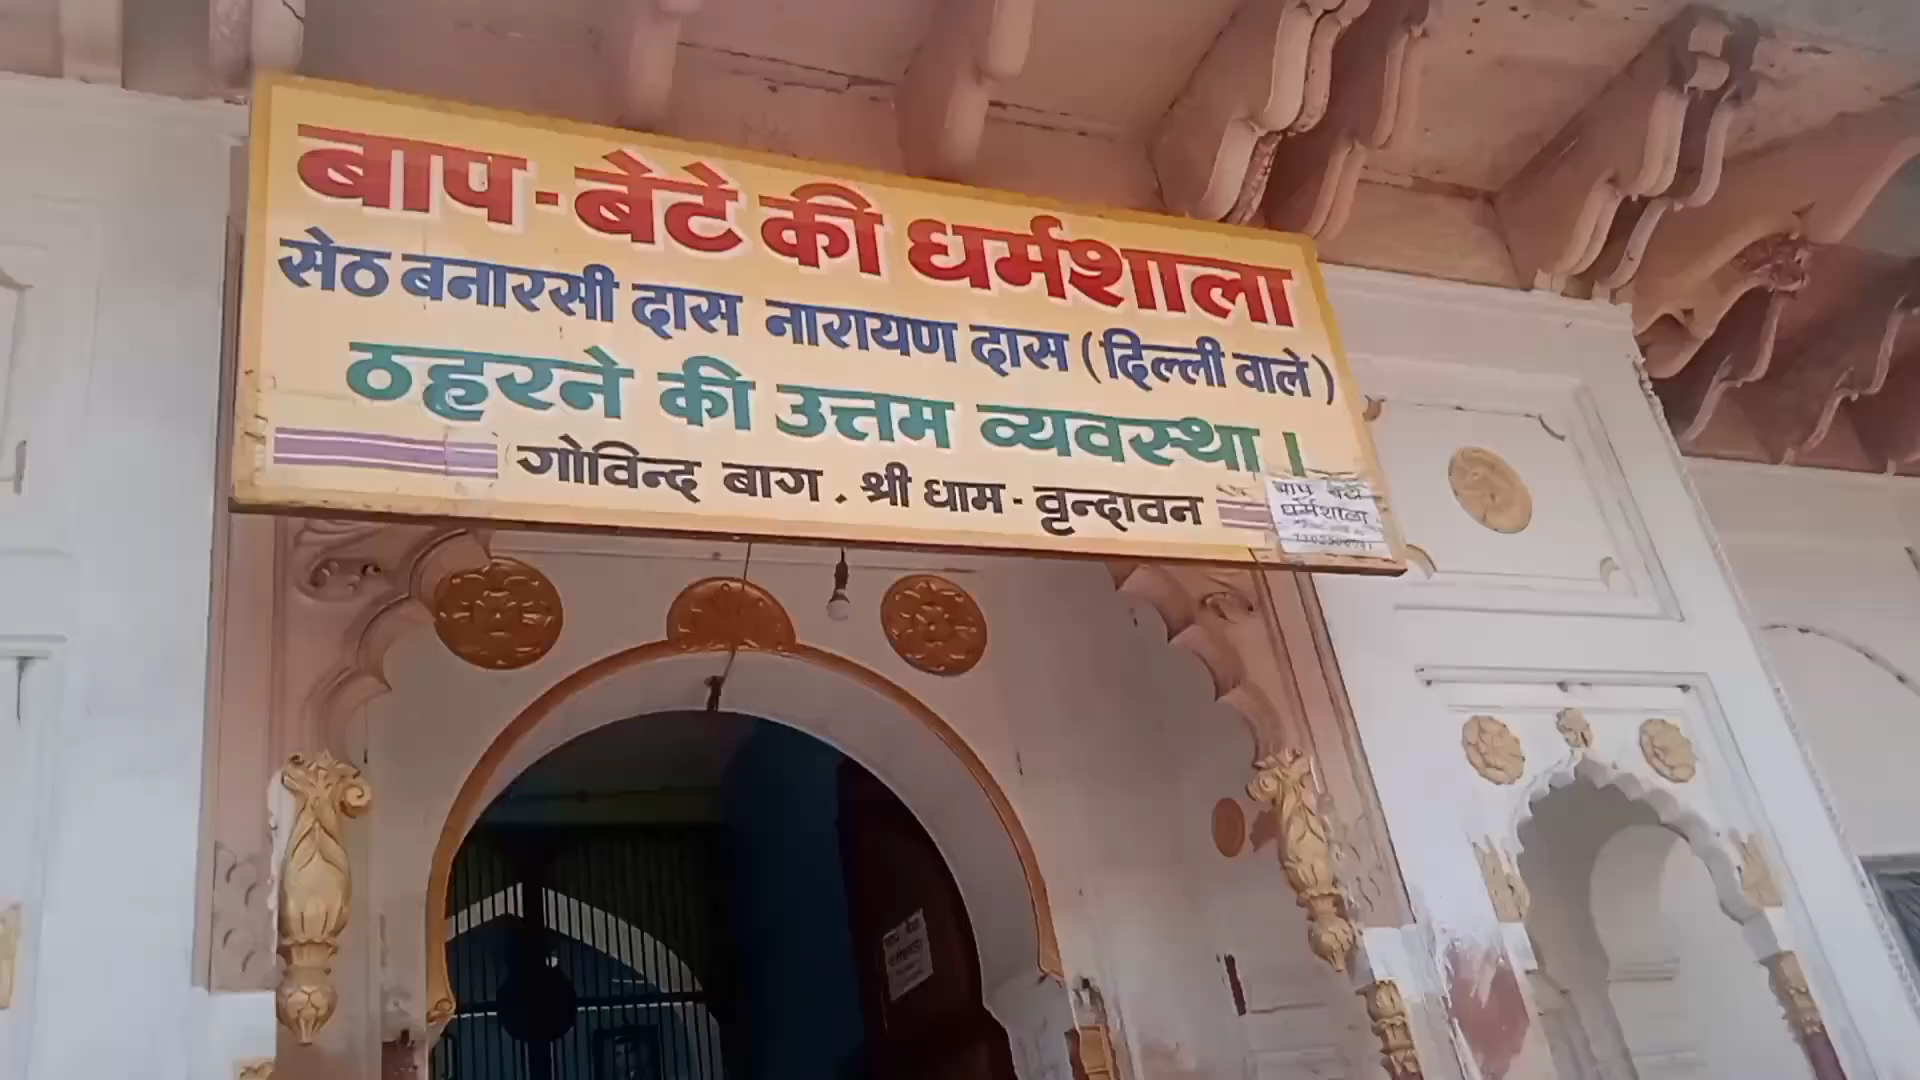 बाप-बेटे की धर्मशाला
सेठ बनारसी दास नारायण दास (दिल्ली वाले)
ठहरने की उत्तम व्यवस्था।
गोविन्द बाग . श्री धाम - वृन्दावन
बाप बेटे
धर्मशाला